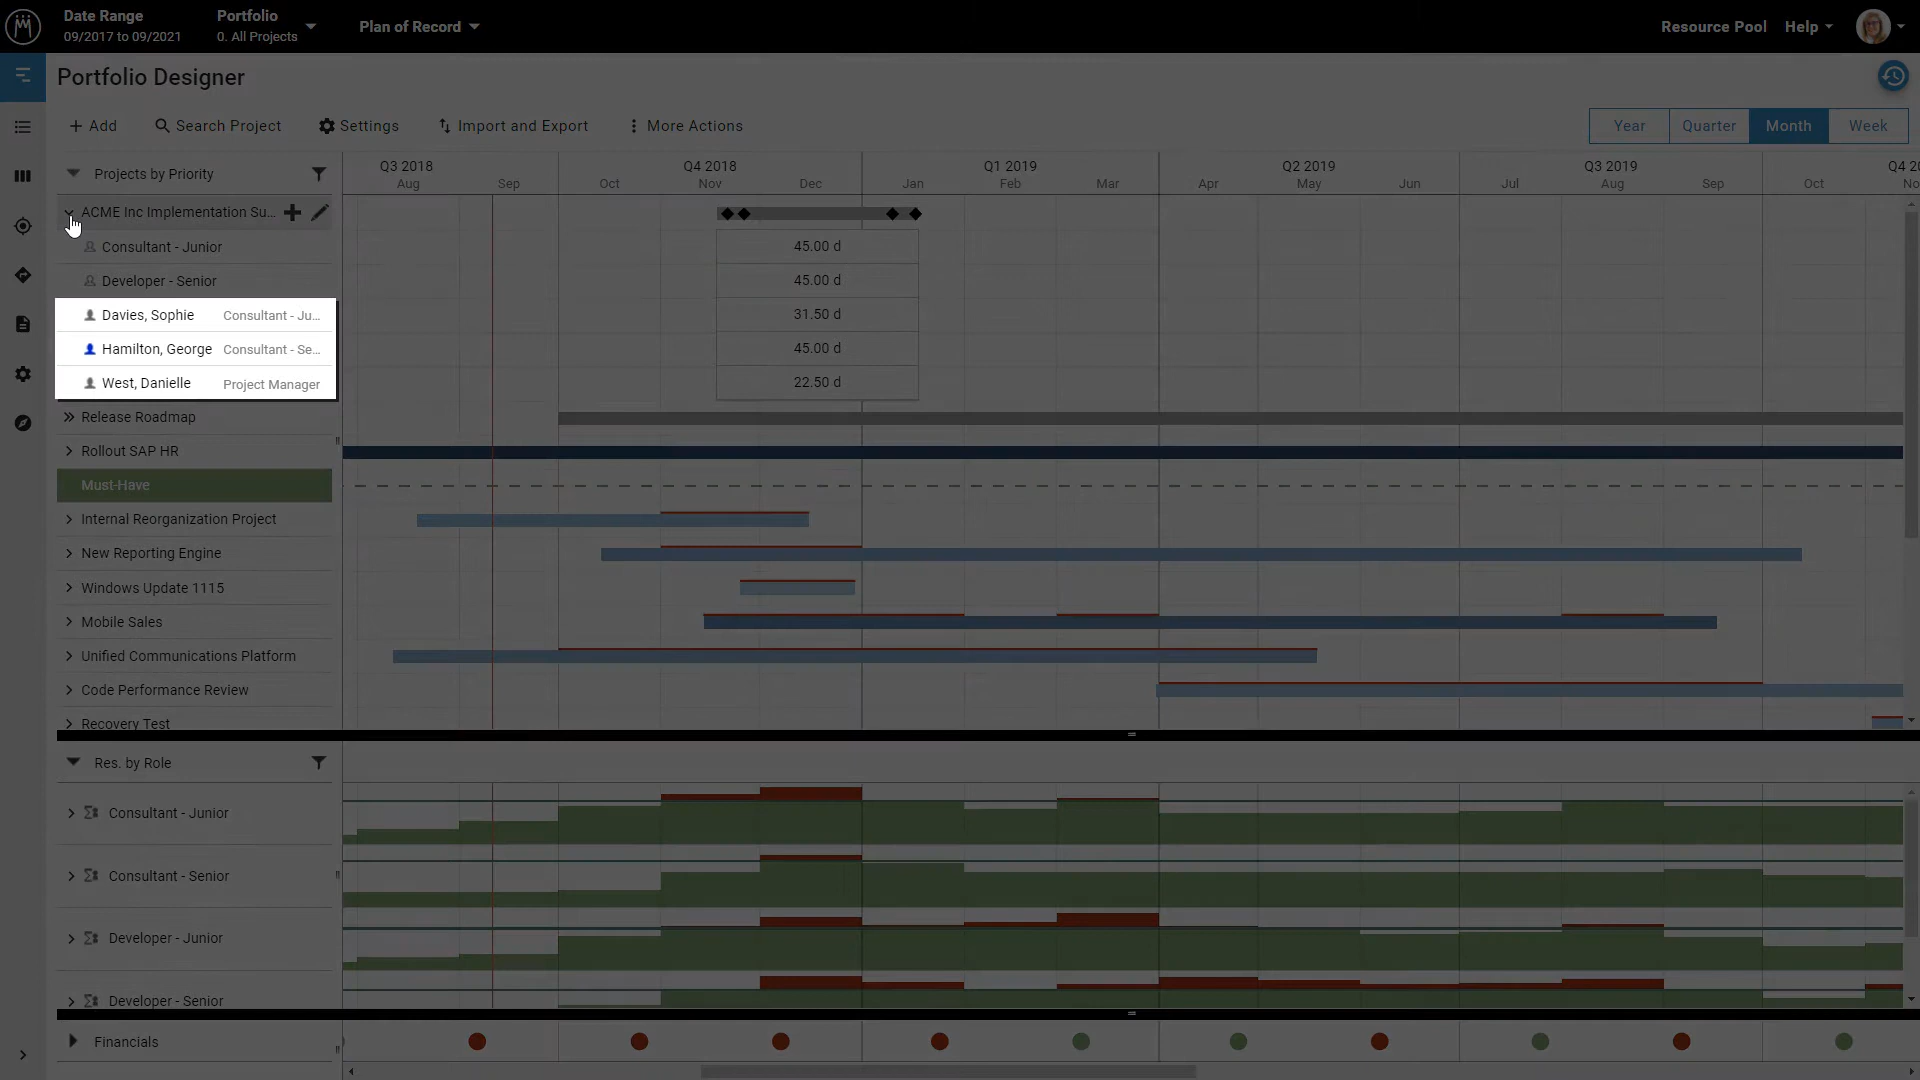 Date Range
09/2017 to 09/2021
Portfolio
0. All Projects
Plan of Record
Resource Pool
Help
Portfolio Designer
Add
Search Project
Settings
Import and Export
More Actions
Year
Quarter
Month
Week
Projects by Priority
Q3 2018
Q4 2018
Q1 2019
Q2 2019
Q3 2019
Q4 20
Aug
Sep
Oct
Nov
Dec
Jan
Feb
Mar
Apr
May
Jun
Jul
Aug
Sep
Oct
No
ACME Inc Implementation Su...
Consultant - Junior
45.00 d
Developer - Senior
45.00 d
Davies, Sophie
Consultant - Ju...
31.50 d
Hamilton, George
Consultant - Se...
45.00 d
West, Danielle
Project Manager
22.50 d
Release Roadmap
Rollout SAP HR
Must-Have
Internal Reorganization Project
New Reporting Engine
Windows Update 1115
Mobile Sales
Unified Communications Platform
Code Performance Review
Recovery Test
Res. by Role
Consultant - Junior
Consultant - Senior
Developer - Junior
Developer - Senior
Financials